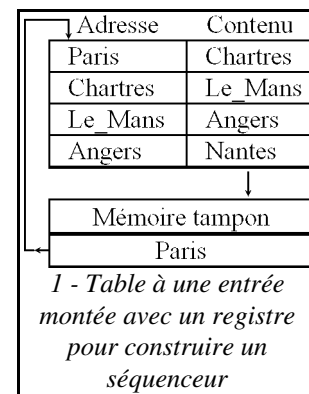 Adresse Contenu
Paris Chartres
Chartres Le_Mans
Le_Mans Angers
Angers Nantes
Mémoire tampon
Paris
1 - Table à une entrée
montée avec un registre
pour construire un
séquenceur